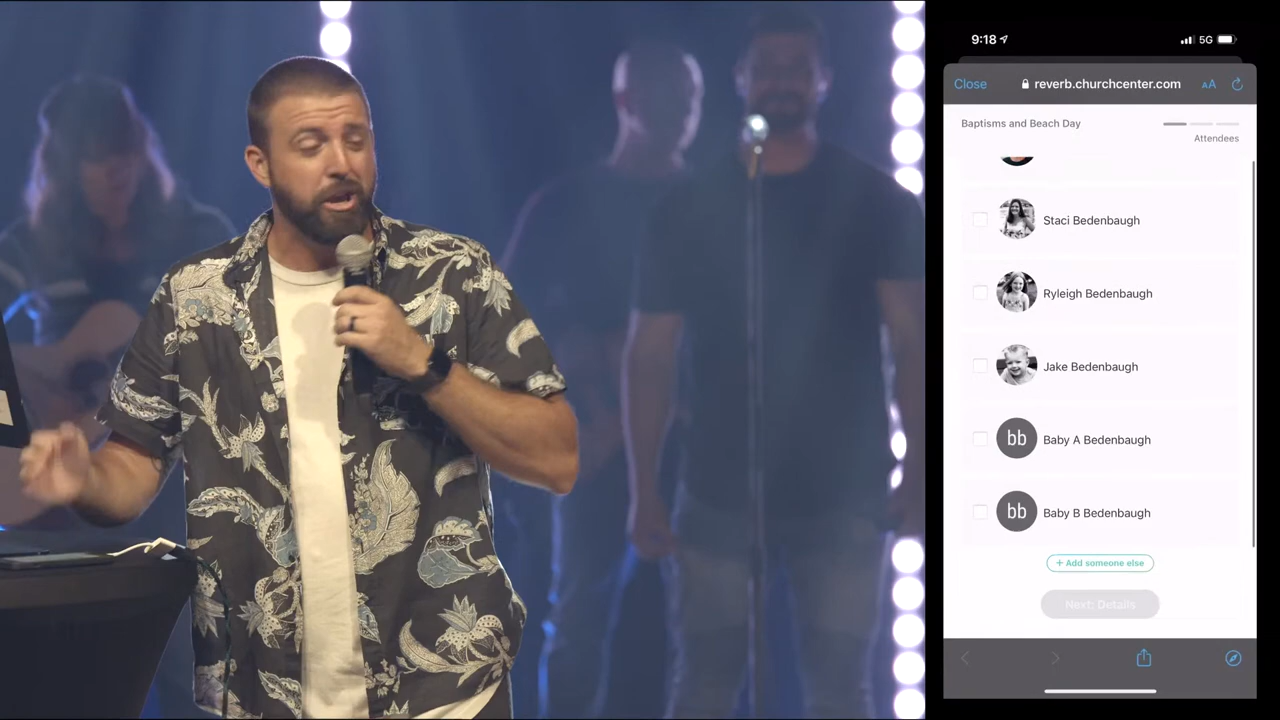 9:18
5G
Close
reverb.churchcenter.com
AA
Baptisms and Beach Day
Attendees
Staci Bedenbaugh
Ryleigh Bedenbaugh
Jake Bedenbaugh
bb
Baby A Bedenbaugh
bb
Baby B Bedenbaugh
+ Add someone else
Next: Details